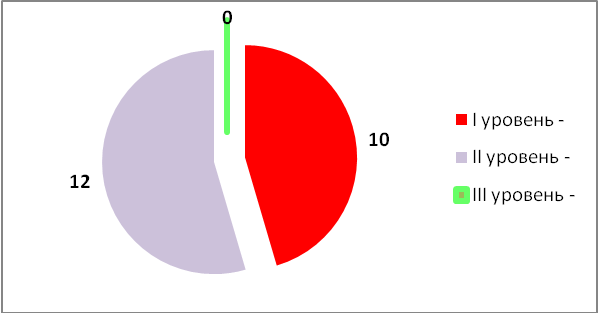 0
10
12
I уровень -
II уровень -
III уровень -